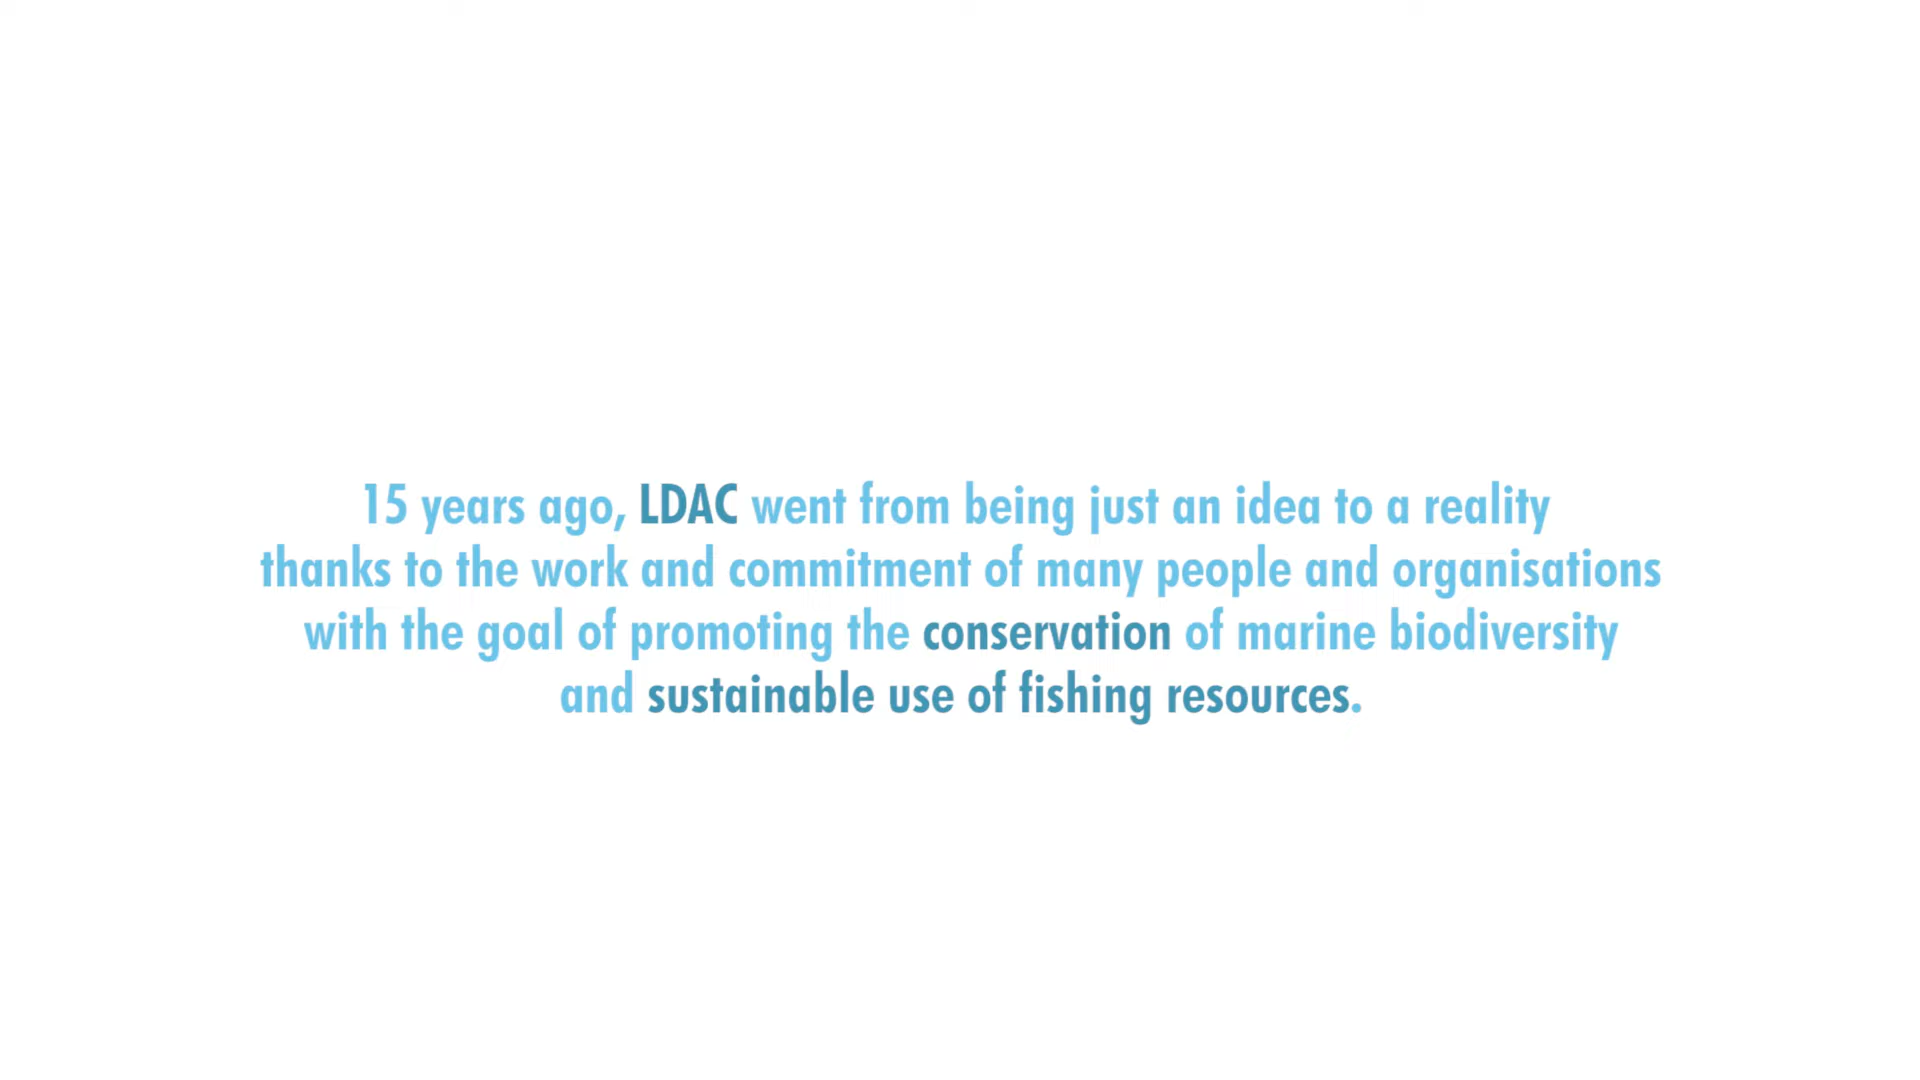 15 years ago, LDAC went from being just an idea to a reality
thanks to the work and commitment of many people and organisations
with the goal of promoting the conservation of marine biodiversity
and sustainable use of fishing resources.